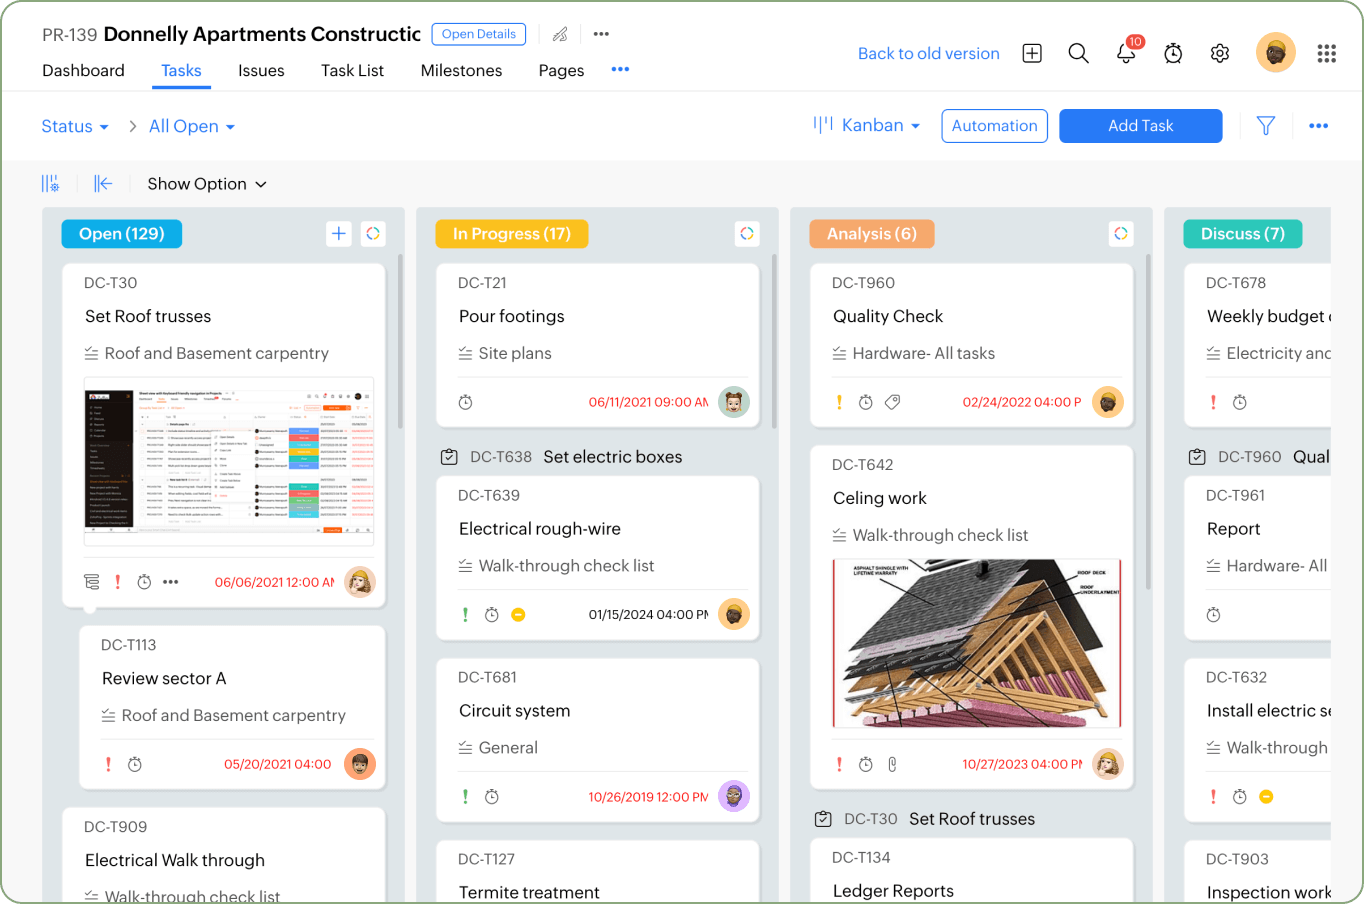 PR-139 Donnelly Apartments Constructic Open Details
Dashboard Tasks Issues Task List Milestones Pages
Back to old version 10
Status All Open
Kanban Automation Add Task
Show Option
Open (129)
DC-T30
Set Roof trusses
Roof and Basement carpentry
06/06/2021 12:00 AM
DC-T113
Review sector A
Roof and Basement carpentry
05/20/2021 04:00
DC-T909
Electrical Walk through
Walk-through check list
In Progress (17)
DC-T21
Pour footings
Site plans
06/11/2021 09:00 AM
DC-T638 Set electric boxes
DC-T639
Electrical rough-wire
Walk-through check list
01/15/2024 04:00 PM
DC-T681
Circuit system
General
10/26/2019 12:00 PM
DC-T127
Termite treatment
Analysis (6)
DC-T960
Quality Check
Hardware- All tasks
02/24/2022 04:00 P
DC-T642
Celing work
Walk-through check list
ASPHALT SHINGLE WITH
LIFETIME WARRATY
ROOF DECK
ROOF
UNDERLAYMENT
10/27/2023 04:00 PM
DC-T30 Set Roof trusses
DC-T134
Ledger Reports
Discuss (7)
DC-T678
Weekly budget
Electricity and
DC-T960 Qual
DC-T961
Report
Hardware- All
DC-T632
Install electric se
Walk-through
DC-T903
Inspection work